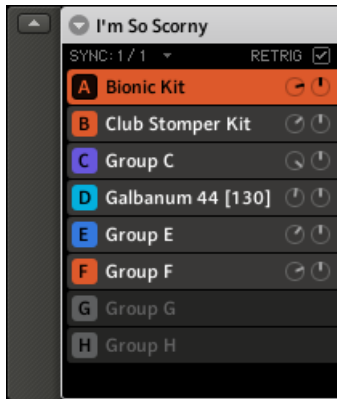 I'm So Scorny
SYNC: 1 / 1 RETRIG
A Bionic Kit
B Club Stomper Kit
C Group C
D Galbanum 44 [130]
E Group E
F Group F
G Group G
H Group H